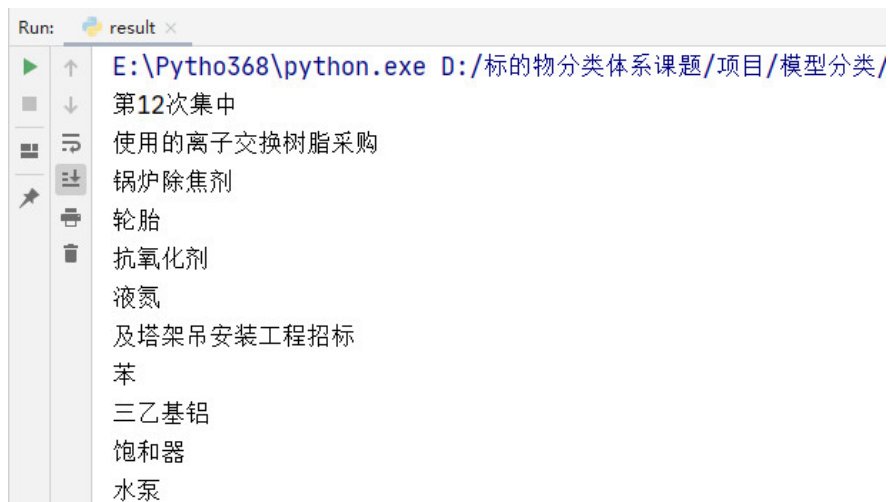 Run: result
E:\Pytho368\python.exe D:/标的物分类体系课题/项目/模型分类/
第12次集中
使用的离子交换树脂采购
锅炉除焦剂
轮胎
抗氧化剂
液氮
及塔架吊安装工程招标
苯
三乙基铝
饱和器
水泵